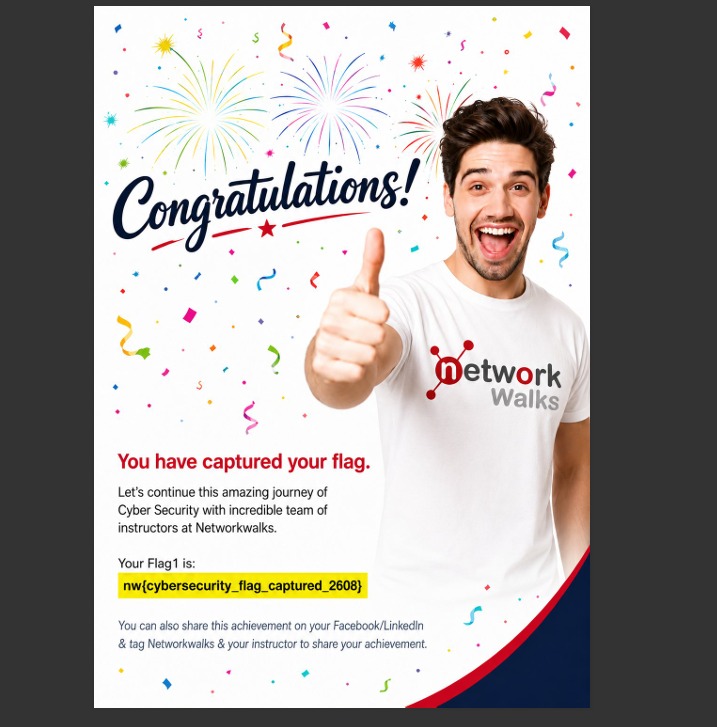 Congratulations!
network
Walks
You have captured your flag.
Let's continue this amazing journey of
Cyber Security with incredible team of
instructors at Networkwalks.
Your Flag1 is:
nw{cybersecurity_flag_captured_2608}
You can also share this achievement on your Facebook/LinkedIn
& tag Networkwalks & your instructor to share your achievement.